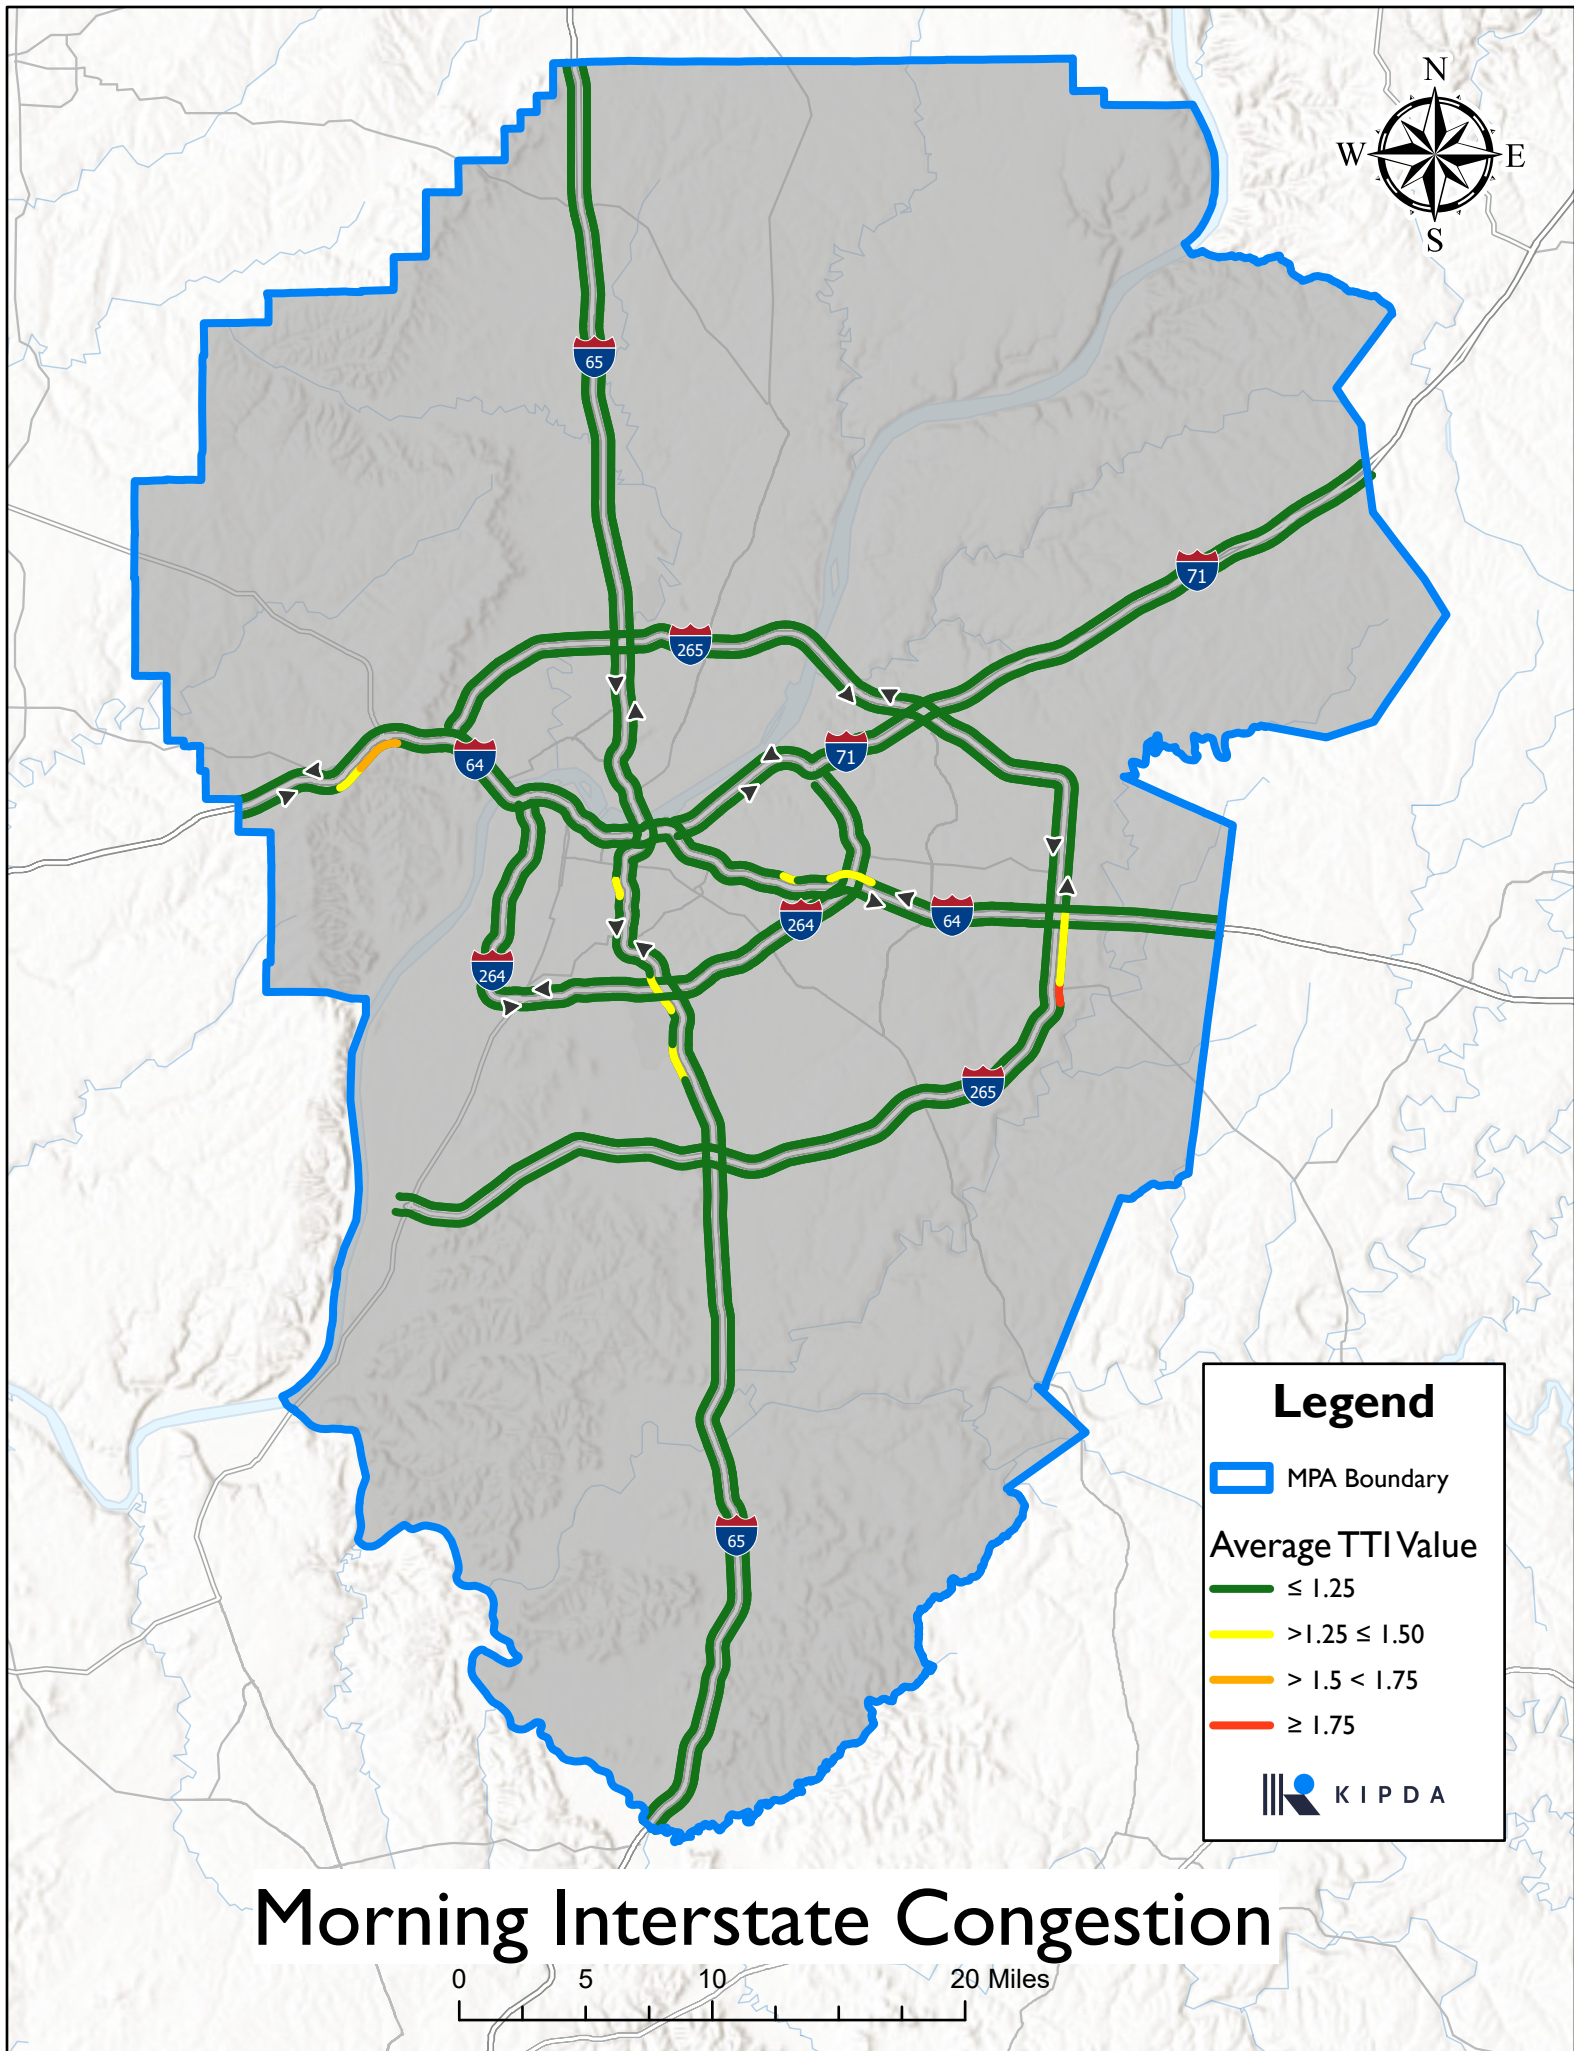 N
W E
S
65
71
265
71
64
264
64
264
265
65
Legend
MPA Boundary
Average TTI Value
≤ 1.25
>1.25 ≤ 1.50
> 1.5 < 1.75
≥ 1.75
KIPDA
Morning Interstate Congestion
0 5 10 20 Miles